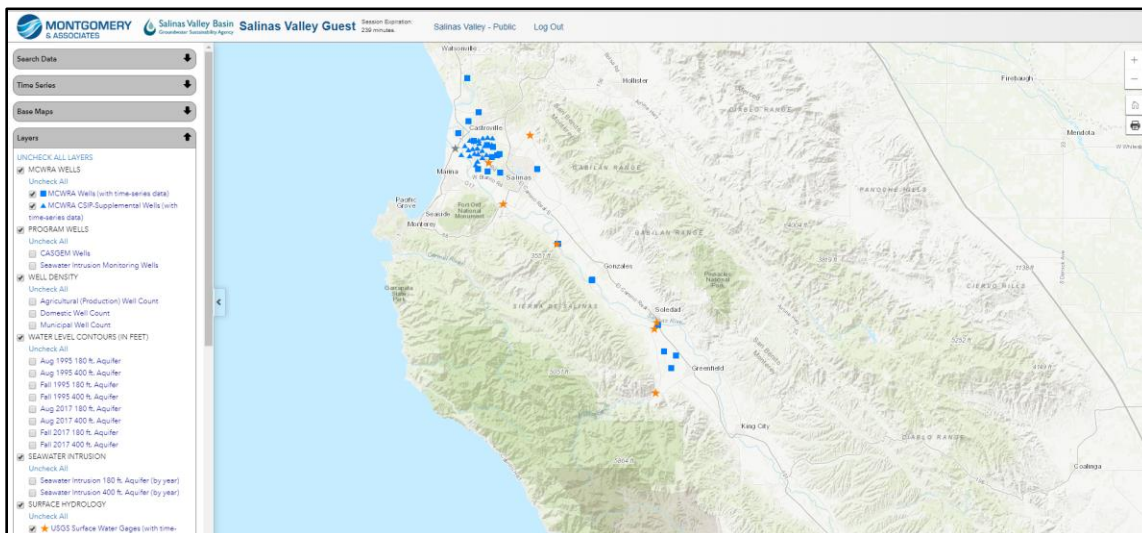 MONTGOMERY
& ASSOCIATES
Salinas Valley Basin
Groundwater Sustainability Agency
Salinas Valley Guest
Session Expiration:
239 minutes.
Salinas Valley - Public
Log Out
Search Data
Time Series
Base Maps
Layers
UNCHECK ALL LAYERS
MCWRA WELLS
Uncheck All
MCWRA Wells (with time-series data)
MCWRA CSIP-Supplemental Wells (with
time-series data)
PROGRAM WELLS
Uncheck All
CASGEM Wells
Seawater Intrusion Monitoring Wells
WELL DENSITY
Uncheck All
Agricultural (Production) Well Count
Domestic Well Count
Municipal Well Count
WATER LEVEL CONTOURS (IN FEET)
Uncheck All
Aug 1995 180 ft. Aquifer
Aug 1995 400 ft. Aquifer
Fall 1995 180 ft. Aquifer
Fall 1995 400 ft. Aquifer
Aug 2017 180 ft. Aquifer
Aug 2017 400 ft. Aquifer
Fall 2017 180 ft. Aquifer
Fall 2017 400 ft. Aquifer
SEAWATER INTRUSION
Uncheck All
Seawater Intrusion 180 ft. Aquifer (by year)
Seawater Intrusion 400 ft. Aquifer (by year)
SURFACE HYDROLOGY
Uncheck All
USGS Surface Water Gages (with time-
Watsonville
Hollister
Firebaugh
Mendota
Castroville
Marina
Salinas
Pacific
Grove
Seaside
Monterey
Fort Ord
National
Monument
GABILAN RANGE
DIABLO RANGE
PANOCHE HILLS
Gonzales
Pinnacles
National
Park
GABILAN RANGE
CIERVO HILLS
Garrapata
State
Park
SIERRA DE SALINAS
Soledad
Greenfield
King City
DIABLO RANGE
Coalinga